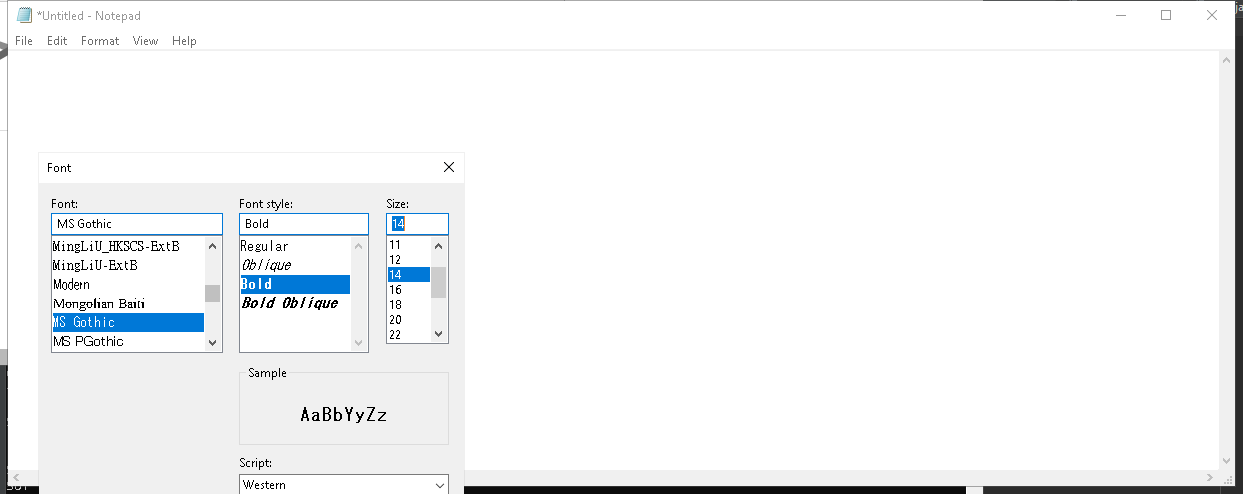 *Untitled - Notepad
File Edit Format View Help
Font
Font: Font style: Size:
MS Gothic Bold 14
MingLiU_HKSCS-ExtB Regular 11
MingLiU-ExtB Oblique 12
Modern Bold 14
Mongolian Baiti Bold Oblique 16
MS Gothic 18
MS PGothic 20
22
Sample
AaBbYyZz
Script:
Western